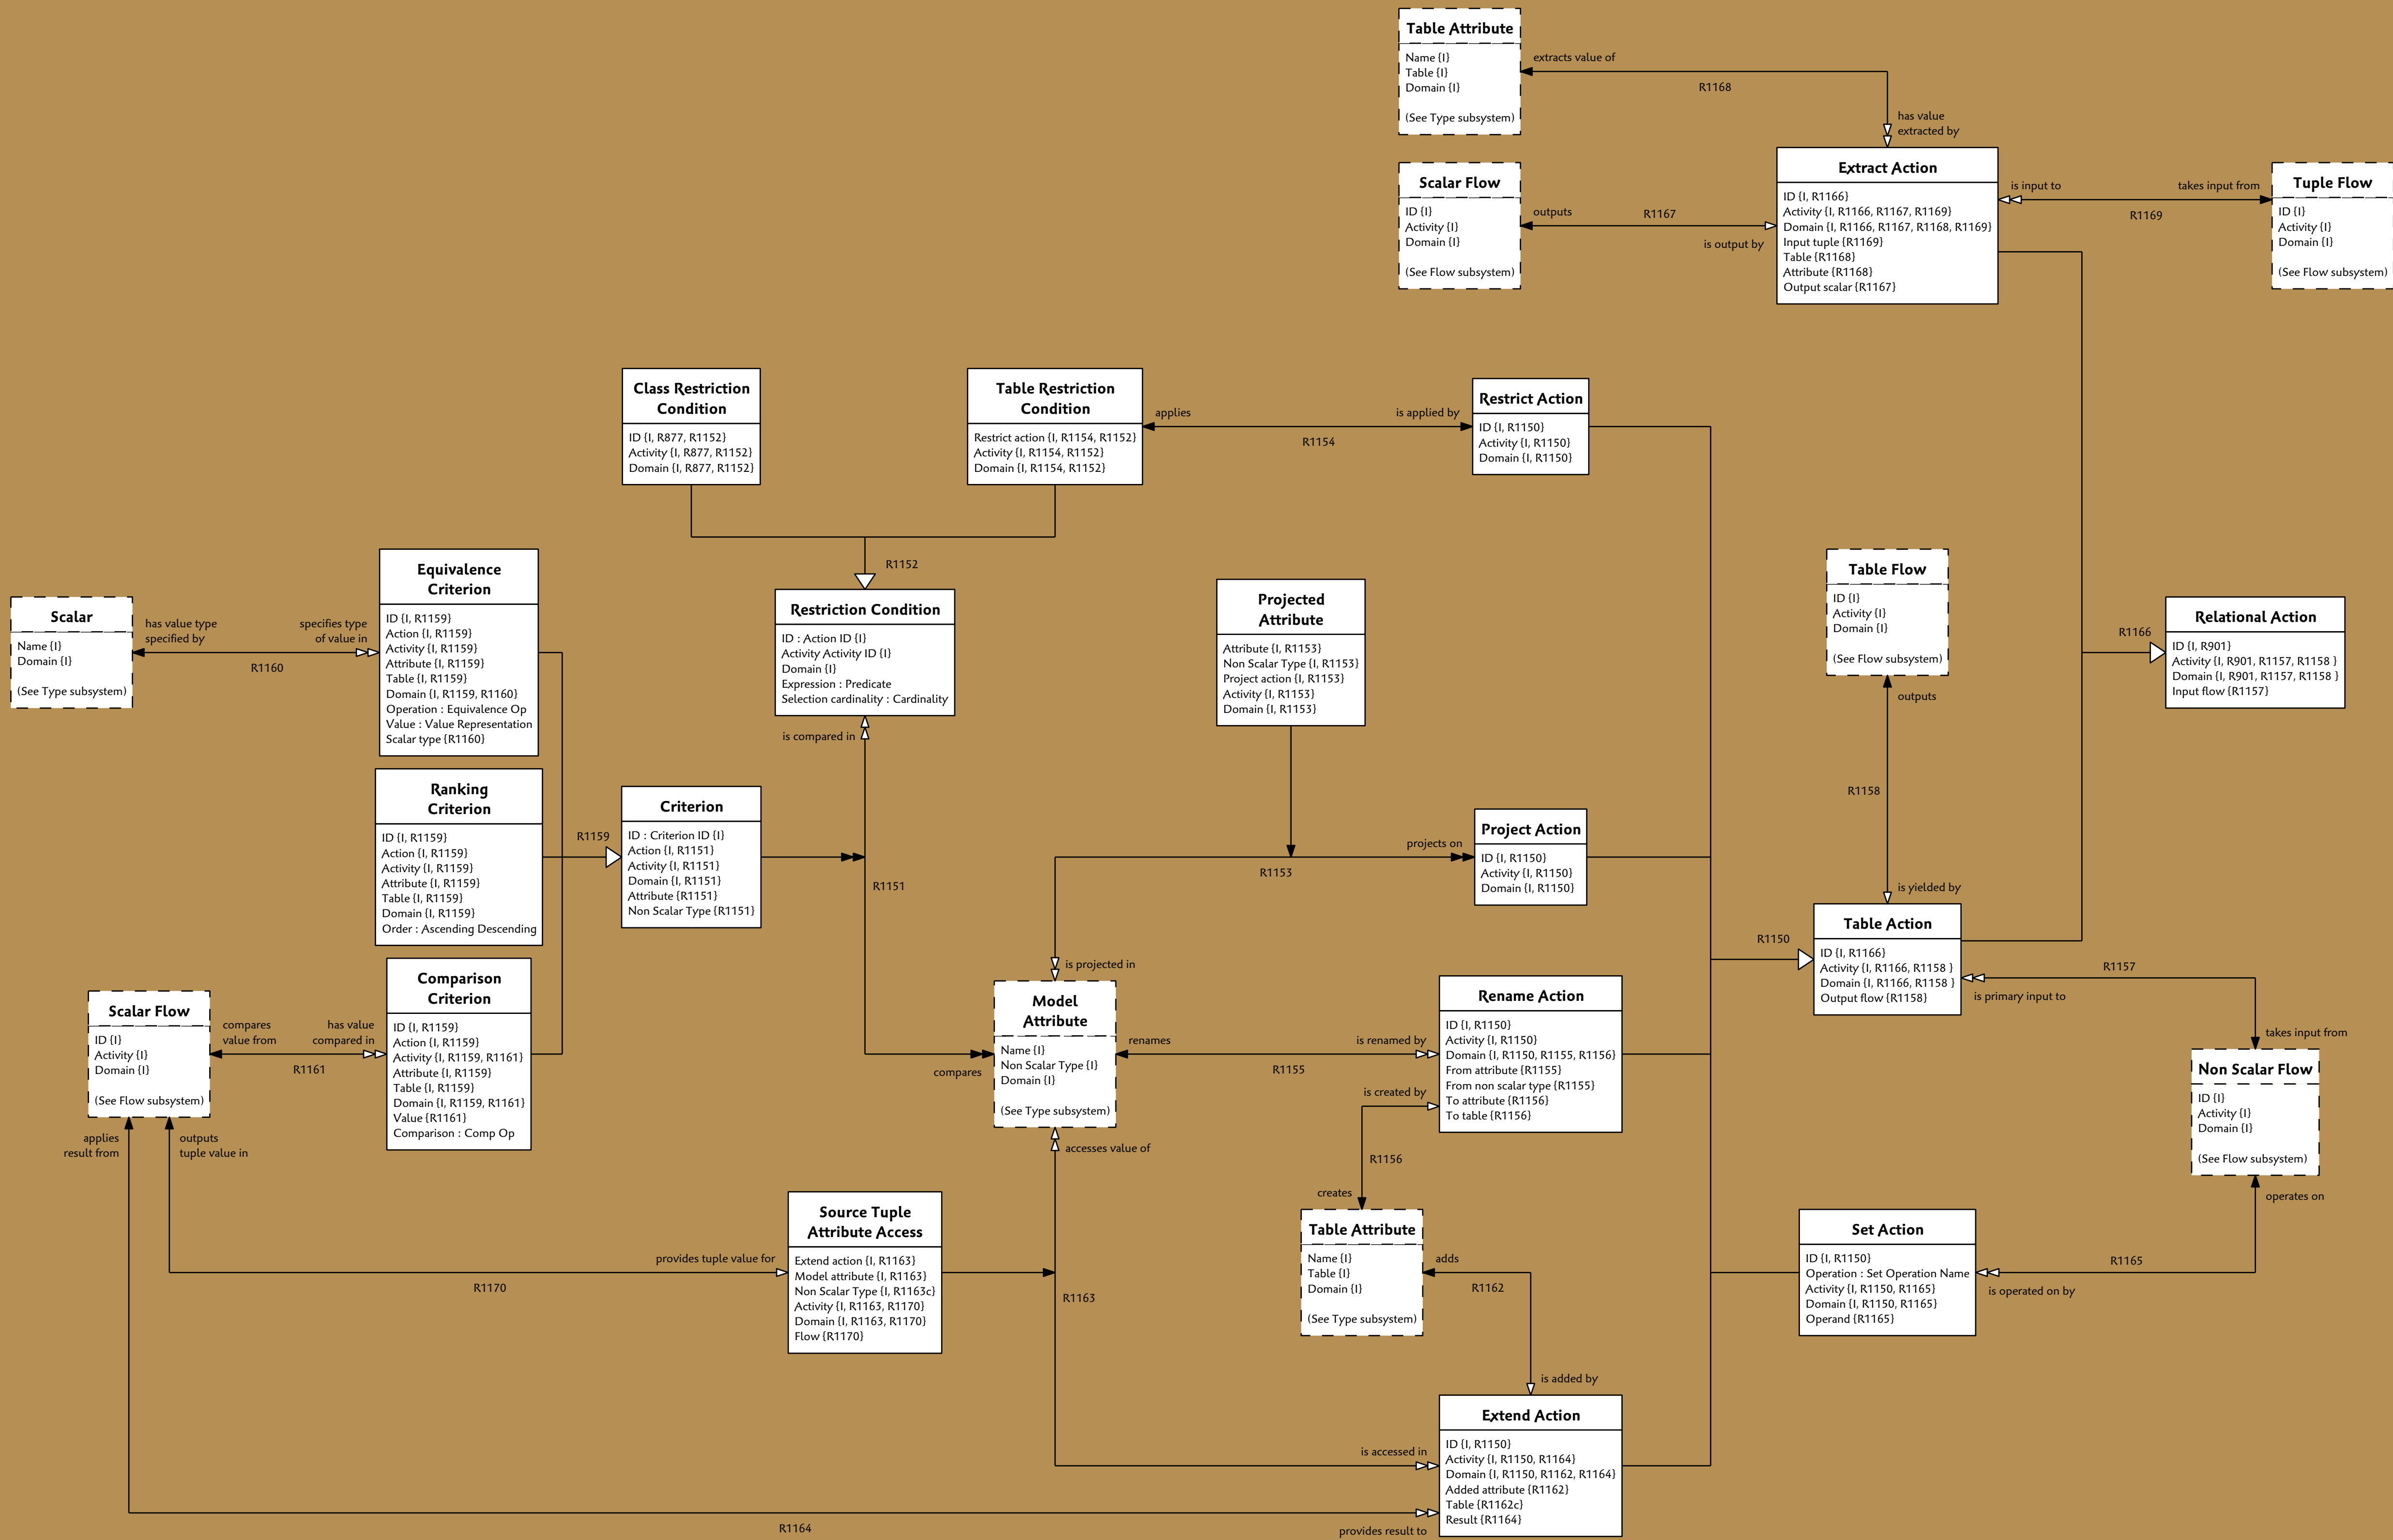 Table Attribute
Name {I}
Table {I}
Domain {I}
(See Type subsystem)
extracts value of
R1168
has value
extracted by
Scalar Flow
ID {I}
Activity {I}
Domain {I}
(See Flow subsystem)
outputs
R1167
is output by
Extract Action
ID {I, R1166}
Activity {I, R1166, R1167, R1169}
Domain {I, R1166, R1167, R1168, R1169}
Input tuple {R1169}
Table {R1168}
Attribute {R1168}
Output scalar {R1167}
is input to
takes input from
R1169
Tuple Flow
ID {I}
Activity {I}
Domain {I}
(See Flow subsystem)
Class Restriction
Condition
ID {I, R877, R1152}
Activity {I, R877, R1152}
Domain {I, R877, R1152}
Table Restriction
Condition
Restrict action {I, R1154, R1152}
Activity {I, R1154, R1152}
Domain {I, R1154, R1152}
applies
is applied by
R1154
Restrict Action
ID {I, R1150}
Activity {I, R1150}
Domain {I, R1150}
R1152
Scalar
Name {I}
Domain {I}
(See Type subsystem)
has value type
specified by
specifies type
of value in
R1160
Equivalence
Criterion
ID {I, R1159}
Action {I, R1159}
Activity {I, R1159}
Attribute {I, R1159}
Table {I, R1159}
Domain {I, R1159, R1160}
Operation : Equivalence Op
Value : Value Representation
Scalar type {R1160}
Restriction Condition
ID : Action ID {I}
Activity Activity ID {I}
Domain {I}
Expression : Predicate
Selection cardinality : Cardinality
is compared in
Projected
Attribute
Attribute {I, R1153}
Non Scalar Type {I, R1153}
Project action {I, R1153}
Activity {I, R1153}
Domain {I, R1153}
Table Flow
ID {I}
Activity {I}
Domain {I}
(See Flow subsystem)
outputs
R1158
is yielded by
R1166
Relational Action
ID {I, R901}
Activity {I, R901, R1157, R1158 }
Domain {I, R901, R1157, R1158 }
Input flow {R1157}
Ranking
Criterion
ID {I, R1159}
Action {I, R1159}
Activity {I, R1159}
Attribute {I, R1159}
Table {I, R1159}
Domain {I, R1159}
Order : Ascending Descending
R1159
Criterion
ID : Criterion ID {I}
Action {I, R1151}
Activity {I, R1151}
Domain {I, R1151}
Attribute {R1151}
Non Scalar Type {R1151}
R1151
projects on
R1153
is projected in
Project Action
ID {I, R1150}
Activity {I, R1150}
Domain {I, R1150}
R1150
Table Action
ID {I, R1166}
Activity {I, R1166, R1158 }
Domain {I, R1166, R1158 }
Output flow {R1158}
R1157
is primary input to
takes input from
Scalar Flow
ID {I}
Activity {I}
Domain {I}
(See Flow subsystem)
compares
value from
has value
compared in
R1161
Comparison
Criterion
ID {I, R1159}
Action {I, R1159}
Activity {I, R1159, R1161}
Attribute {I, R1159}
Table {I, R1159}
Domain {I, R1159, R1161}
Value {R1161}
Comparison : Comp Op
compares
Model
Attribute
Name {I}
Non Scalar Type {I}
Domain {I}
(See Type subsystem)
renames
is renamed by
R1155
Rename Action
ID {I, R1150}
Activity {I, R1150}
Domain {I, R1150, R1155, R1156}
From attribute {R1155}
From non scalar type {R1155}
To attribute {R1156}
To table {R1156}
is created by
R1156
creates
Non Scalar Flow
ID {I}
Activity {I}
Domain {I}
(See Flow subsystem)
operates on
applies
result from
outputs
tuple value in
accesses value of
Source Tuple
Attribute Access
Extend action {I, R1163}
Model attribute {I, R1163}
Non Scalar Type {I, R1163c}
Activity {I, R1163, R1170}
Domain {I, R1163, R1170}
Flow {R1170}
provides tuple value for
R1170
R1163
Table Attribute
Name {I}
Table {I}
Domain {I}
(See Type subsystem)
adds
R1162
is added by
Set Action
ID {I, R1150}
Operation : Set Operation Name
Activity {I, R1150, R1165}
Domain {I, R1150, R1165}
Operand {R1165}
R1165
is operated on by
is accessed in
Extend Action
ID {I, R1150}
Activity {I, R1150, R1164}
Domain {I, R1150, R1162, R1164}
Added attribute {R1162}
Table {R1162c}
Result {R1164}
R1164
provides result to